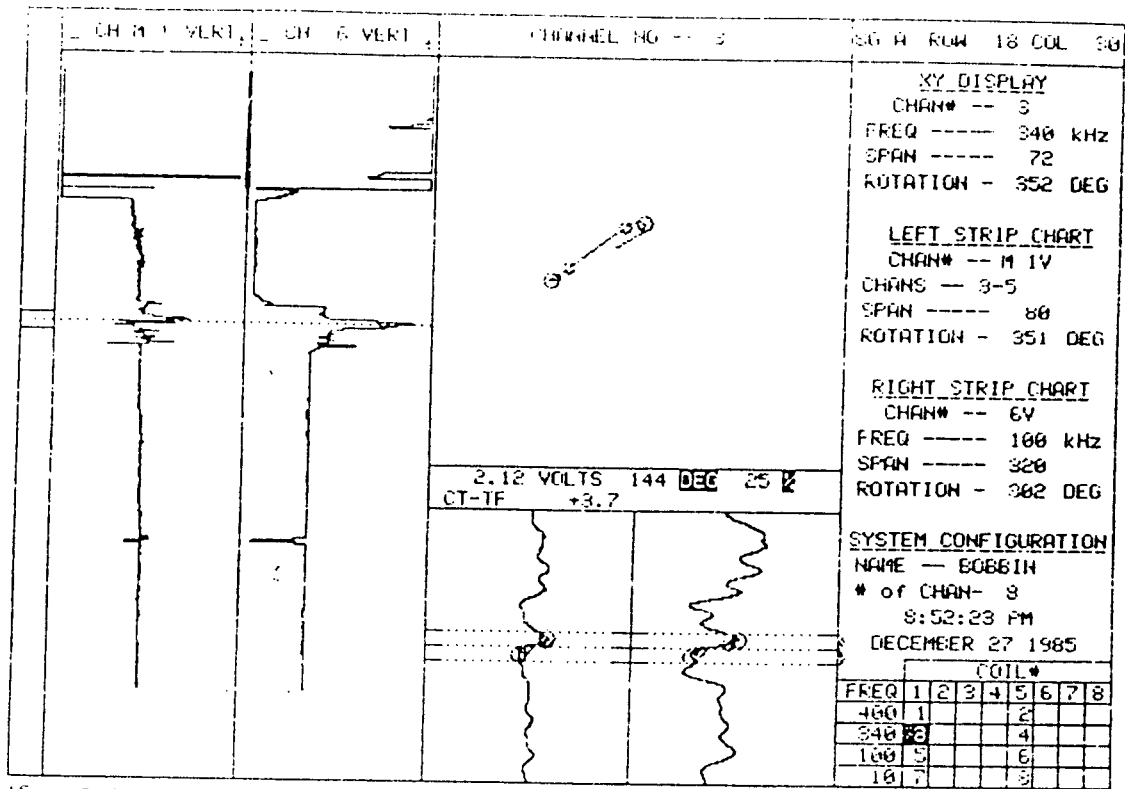 CH M 1 VERT, CH 6 VERT, CHANNEL NO -- 3 SG A ROW 18 COL 30
XY DISPLAY
CHAN# -- 3
FREQ ----- 340 kHz
SPAN ----- 72
ROTATION - 352 DEG
LEFT STRIP CHART
CHAN# -- M 1V
CHANS -- 3-5
SPAN ----- 80
ROTATION - 351 DEG
RIGHT STRIP CHART
CHAN# -- 6V
FREQ ----- 100 kHz
SPAN ----- 320
ROTATION - 302 DEG
2.12 VOLTS 144 DEG 25 %
CT-TF +3.7
SYSTEM CONFIGURATION
NAME -- BOBBIN
# of CHAN- 8
8:52:23 PM
DECEMBER 27 1985
COIL#
FREQ 1 2 3 4 5 6 7 8
400 1 2
340 3 4
100 5 6
10 7 8